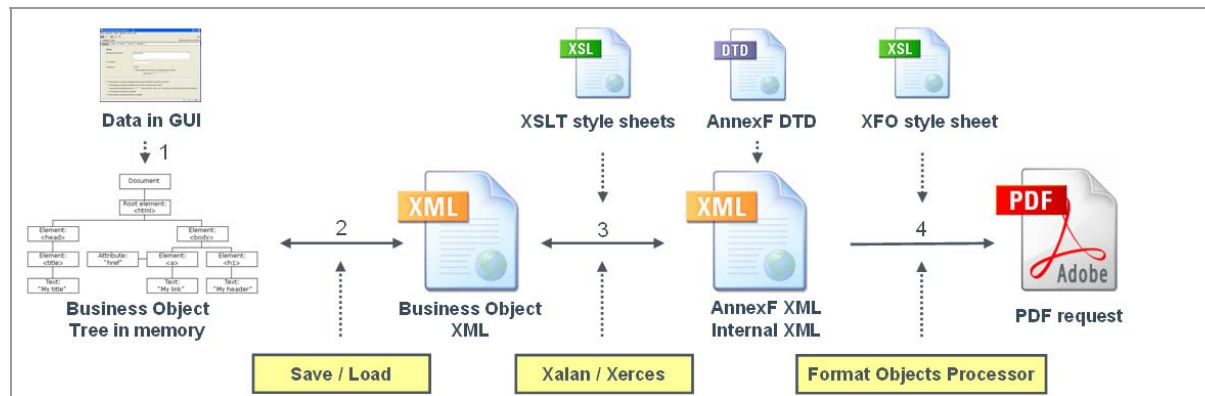 XSL
DTD
XSL
Data in GUI
XSLT style sheets
AnnexF DTD
XFO style sheet
1
Document
Root element:
<html>
Element:
<head>
Element:
<body>
Element:
<title>
Attribute:
"href"
Element:
<a>
Element:
<h1>
Text:
"My title"
Text:
"My link"
Text:
"My header"
Business Object
Tree in memory
2
XML
Business Object
XML
3
XML
AnnexF XML
Internal XML
4
PDF
Adobe
PDF request
Save / Load
Xalan / Xerces
Format Objects Processor